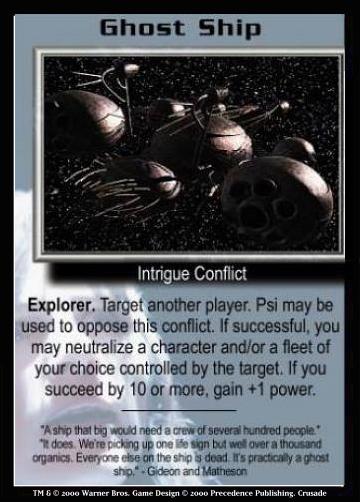 Ghost Ship
Intrigue Conflict
Explorer. Target another player. Psi may be
used to oppose this conflict. If successful, you
may neutralize a character and/or a fleet of
your choice controlled by the target. If you
succeed by 10 or more, gain +1 power.
"A ship that big would need a crew of several hundred people."
"It does. We're picking up one life sign but well over a thousand
organics. Everyone else on the ship is dead. It's practically a ghost
ship," - Gideon and Matheson
TM & © 2000 Warner Bros. Game Design © 2000 Precedence Publishing. Crusade